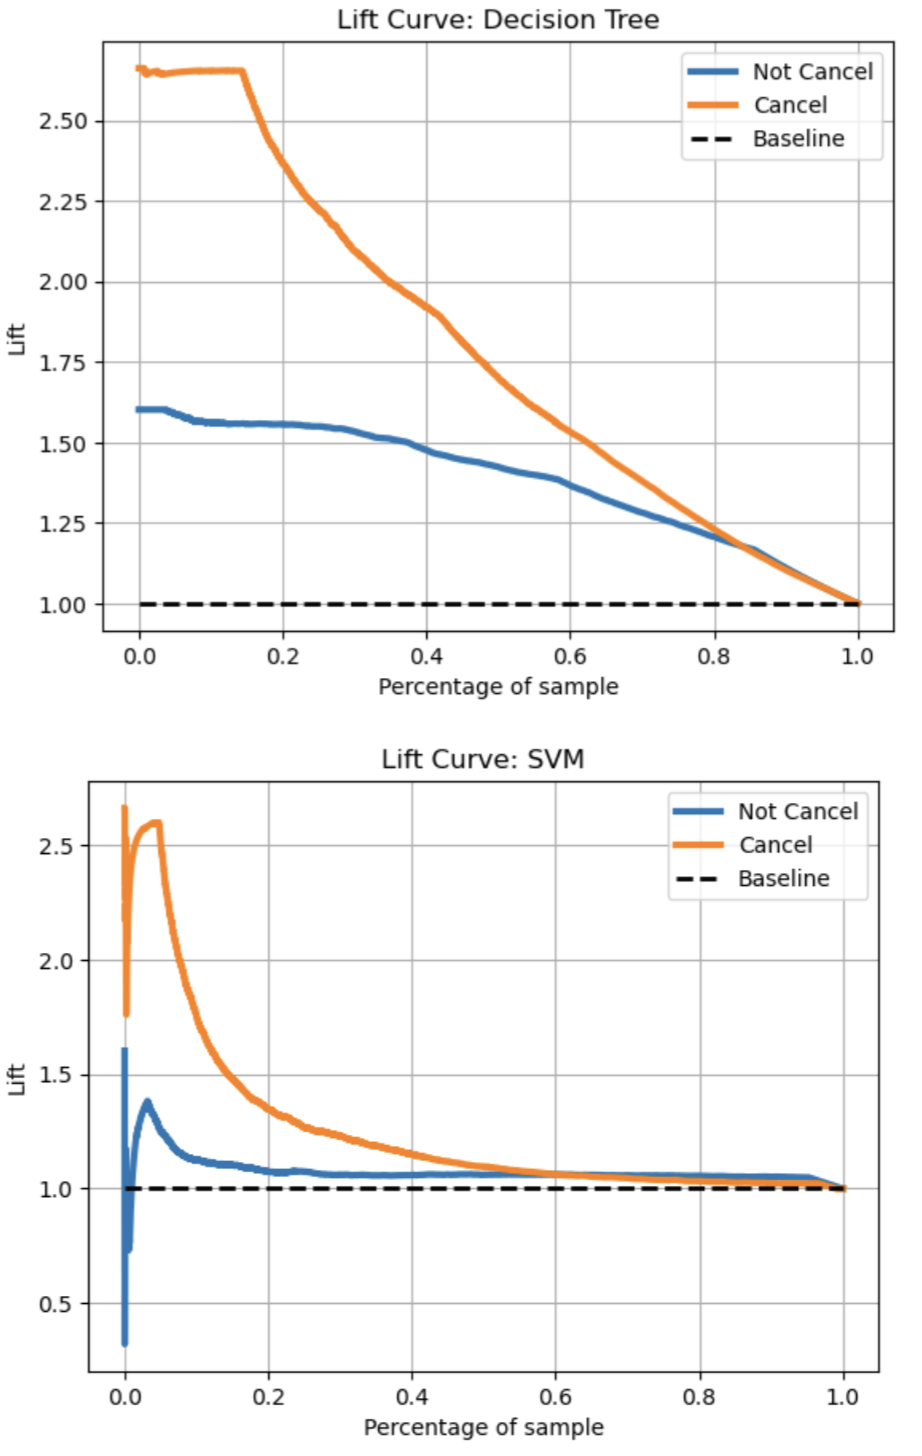 Lift Curve: Decision Tree
Not Cancel
Cancel
Baseline
2.50
2.25
2.00
1.75
1.50
1.25
1.00
Lift
0.0 0.2 0.4 0.6 0.8 1.0
Percentage of sample
Lift Curve: SVM
Not Cancel
Cancel
Baseline
2.5
2.0
1.5
1.0
0.5
Lift
0.0 0.2 0.4 0.6 0.8 1.0
Percentage of sample